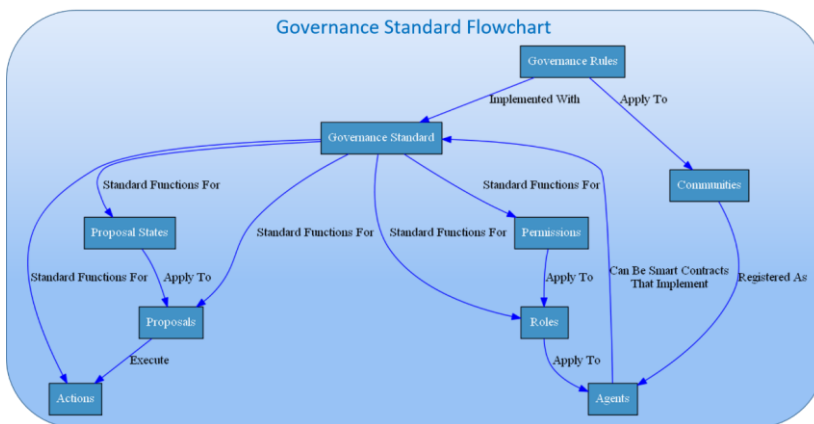 Governance Standard Flowchart
Governance Rules
Implemented With
Apply To
Governance Standard
Communities
Standard Functions For
Standard Functions For
Proposal States
Standard Functions For
Standard Functions For
Permissions
Standard Functions For
Apply To
Apply To
Can Be Smart Contracts
That Implement
Registered As
Proposals
Roles
Execute
Apply To
Actions
Agents